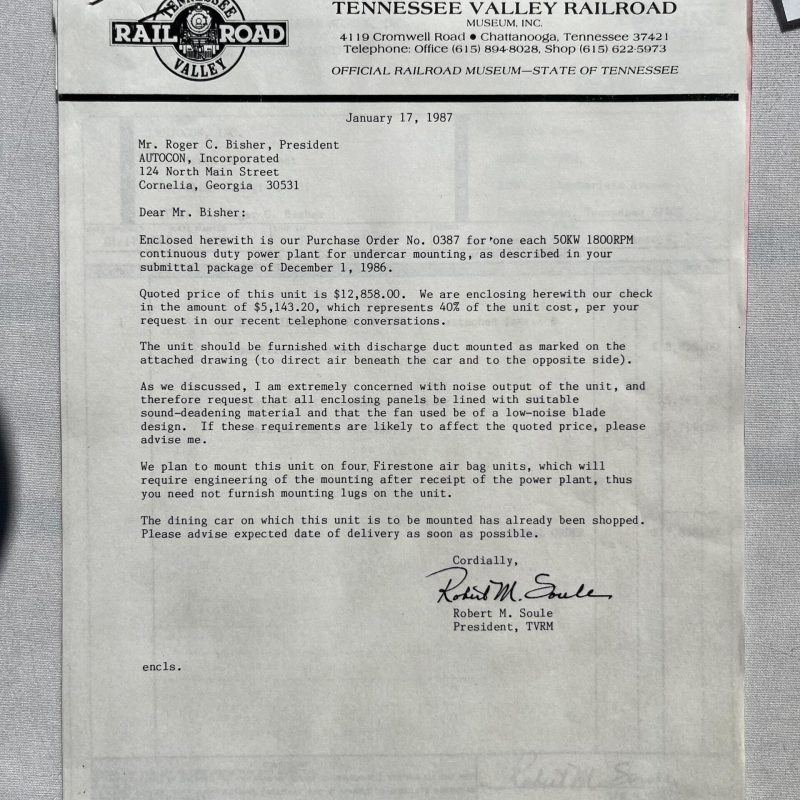 TENNESSEE
RAILROAD
VALLEY
TENNESSEE VALLEY RAILROAD
MUSEUM, INC.
4119 Cromwell Road • Chattanooga, Tennessee 37421
Telephone: Office (615) 894-8028, Shop (615) 622-5973
OFFICIAL RAILROAD MUSEUM—STATE OF TENNESSEE
January 17, 1987
Mr. Roger C. Bisher, President
AUTOCON, Incorporated
124 North Main Street
Cornelia, Georgia 30531
Dear Mr. Bisher:
Enclosed herewith is our Purchase Order No. 0387 for one each 50KW 1800RPM
continuous duty power plant for undercar mounting, as described in your
submittal package of December 1, 1986.
Quoted price of this unit is $12,858.00. We are enclosing herewith our check
in the amount of $5,143.20, which represents 40% of the unit cost, per your
request in our recent telephone conversations.
The unit should be furnished with discharge duct mounted as marked on the
attached drawing (to direct air beneath the car and to the opposite side).
As we discussed, I am extremely concerned with noise output of the unit, and
therefore request that all enclosing panels be lined with suitable
sound-deadening material and that the fan used be of a low-noise blade
design. If these requirements are likely to affect the quoted price, please
advise me.
We plan to mount this unit on four Firestone air bag units, which will
require engineering of the mounting after receipt of the power plant, thus
you need not furnish mounting lugs on the unit.
The dining car on which this unit is to be mounted has already been shopped.
Please advise expected date of delivery as soon as possible.
Cordially,
Robert M. Soule
Robert M. Soule
President, TVRM
encls.
Robert M Soule